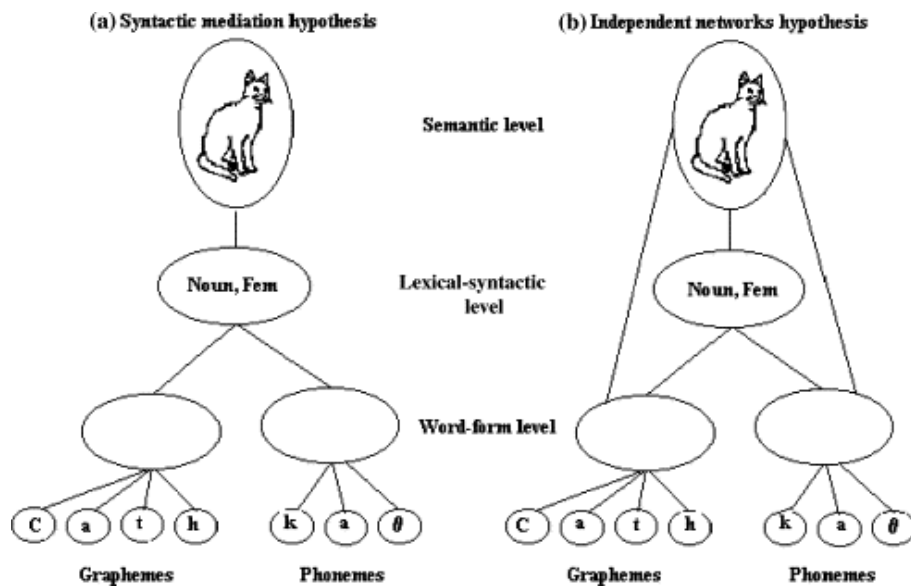 (a) Syntactic mediation hypothesis
(b) Independent networks hypothesis
Semantic level
Noun, Fem
Lexical-syntactic
level
Noun, Fem
Word-form level
C a t h k a θ
C a t h k a θ
Graphemes Phonemes
Graphemes Phonemes